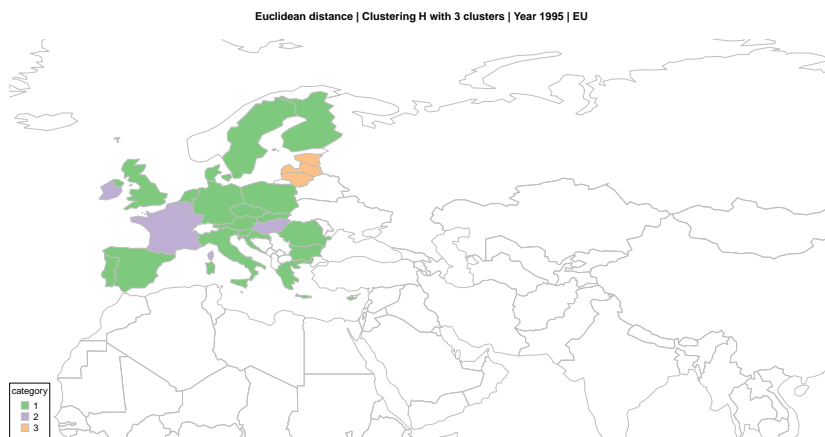 Euclidean distance | Clustering H with 3 clusters | Year 1995 | EU
category
1
2
3